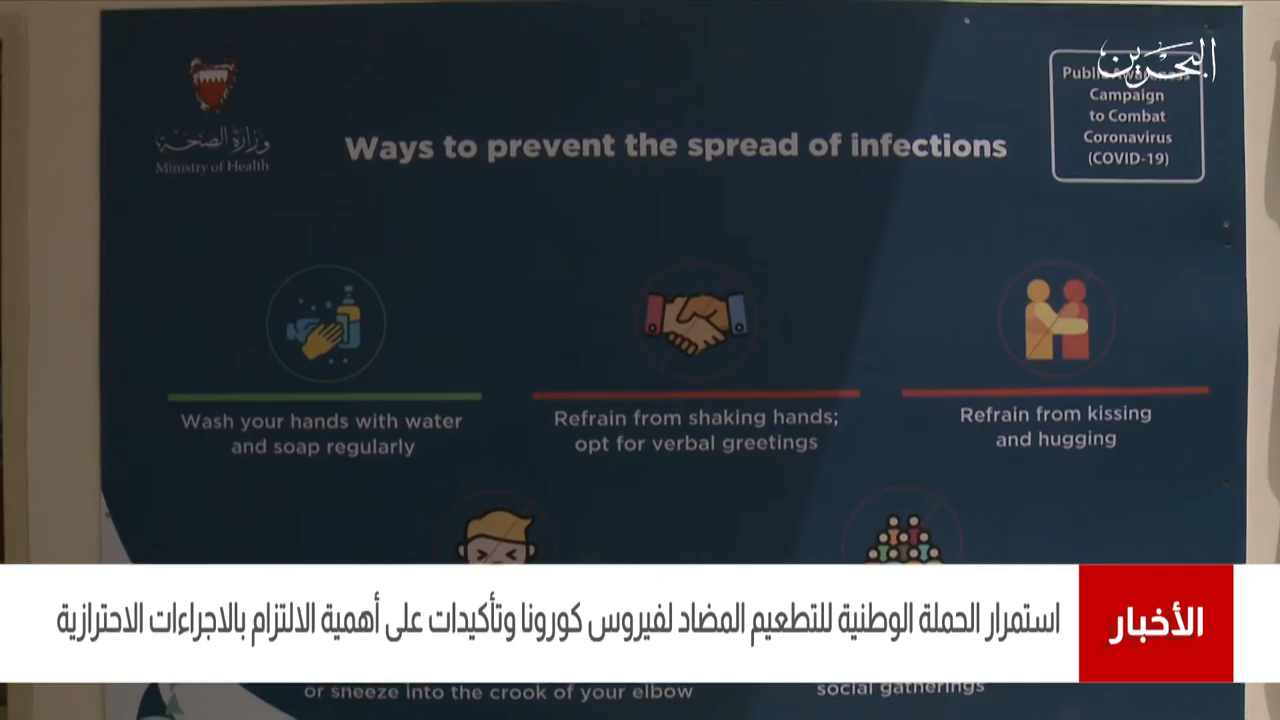 البحرين
Public Awareness
Campaign
to Combat
Coronavirus
(COVID-19)
وزارة الصحة
Ministry of Health
Ways to prevent the spread of infections
Wash your hands with water
and soap regularly
Refrain from shaking hands;
opt for verbal greetings
Refrain from kissing
and hugging
الأخبار
استمرار الحملة الوطنية للتطعيم المضاد لفيروس كورونا وتأكيدات على أهمية الالتزام بالاجراءات الاحترازية
or sneeze into the crook of your elbow
social gatherings